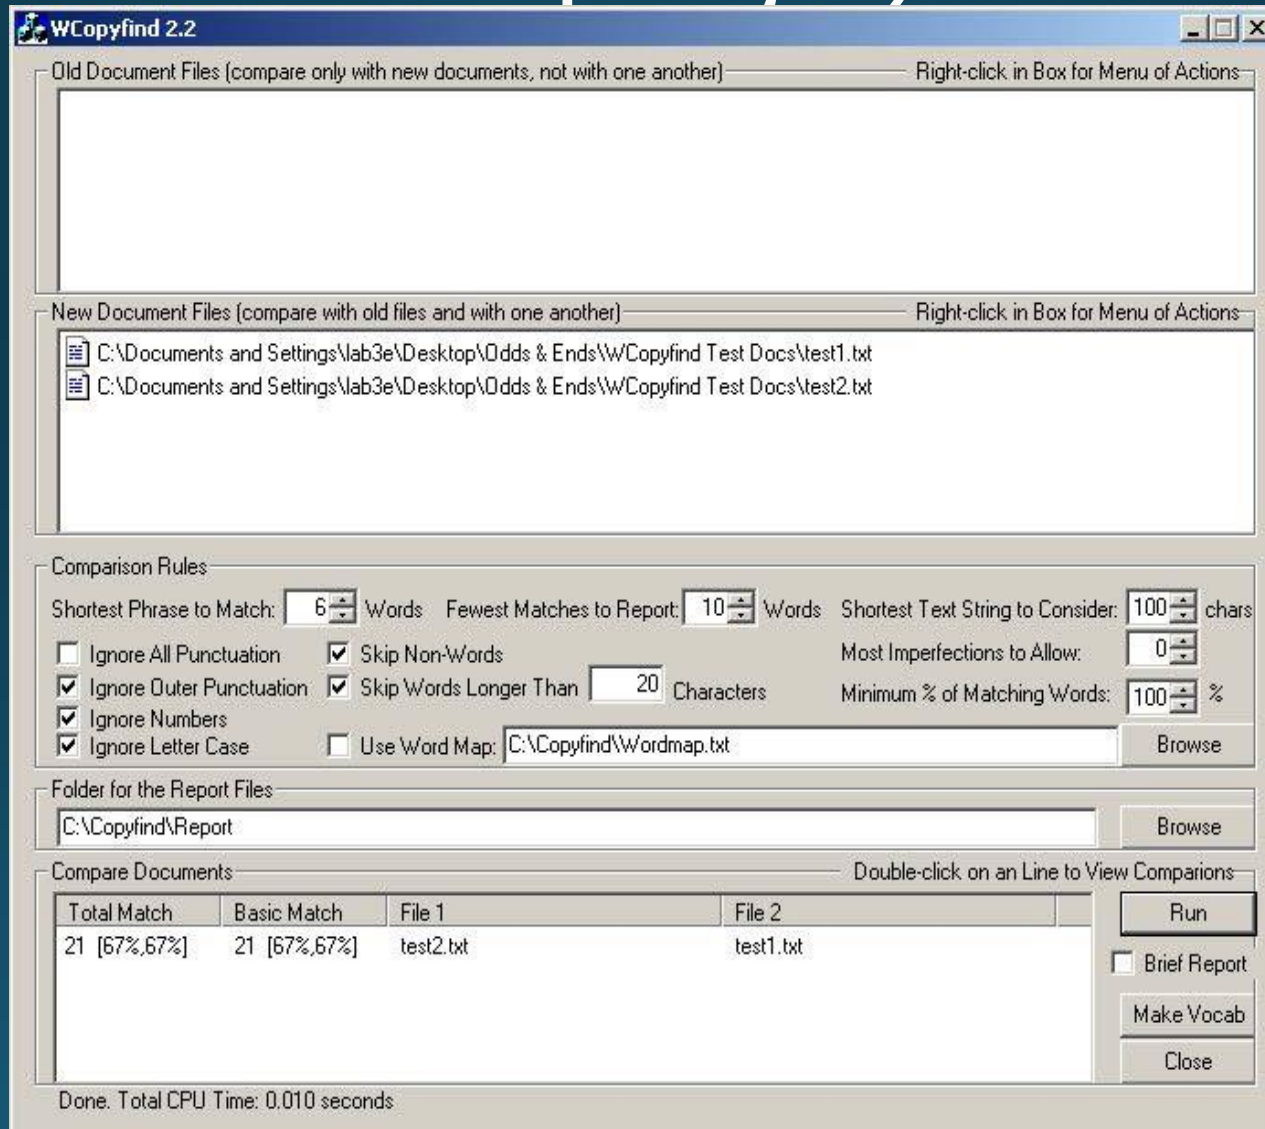 WCopyfind 2.2
Old Document Files (compare only with new documents, not with one another) Right-click in Box for Menu of Actions
New Document Files (compare with old files and with one another) Right-click in Box for Menu of Actions
C:\Documents and Settings\lab3e\Desktop\Odds & Ends\WCopyfind Test Docs\test1.txt
C:\Documents and Settings\lab3e\Desktop\Odds & Ends\WCopyfind Test Docs\test2.txt
Comparison Rules
Shortest Phrase to Match: 6 Words Fewest Matches to Report: 10 Words Shortest Text String to Consider: 100 chars
Ignore All Punctuation Skip Non-Words Most Imperfections to Allow: 0
Ignore Outer Punctuation Skip Words Longer Than 20 Characters Minimum % of Matching Words: 100 %
Ignore Numbers
Ignore Letter Case Use Word Map: C:\Copyfind\Wordmap.txt Browse
Folder for the Report Files
C:\Copyfind\Report Browse
Compare Documents Double-click on an Line to View Comparions
Total Match Basic Match File 1 File 2 Run
21 [67%,67%] 21 [67%,67%] test2.txt test1.txt
Brief Report
Make Vocab
Close
Done. Total CPU Time: 0.010 seconds